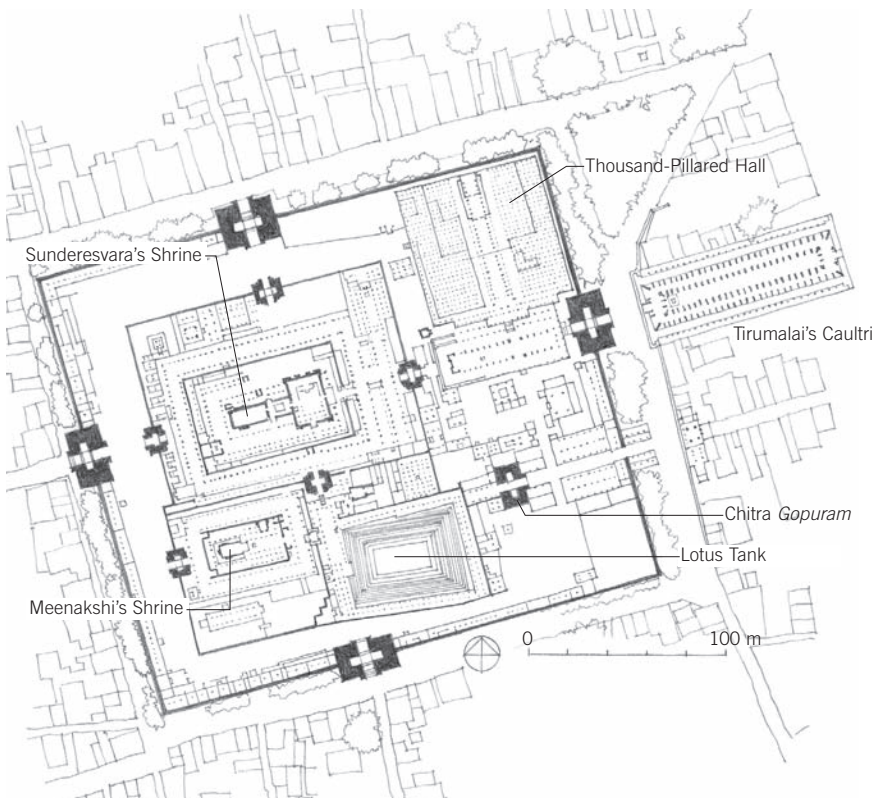 Thousand-Pillared Hall
Sunderesvara's Shrine
Tirumalai's Caultri
Chitra Gopuram
Lotus Tank
Meenakshi's Shrine
0 100 m